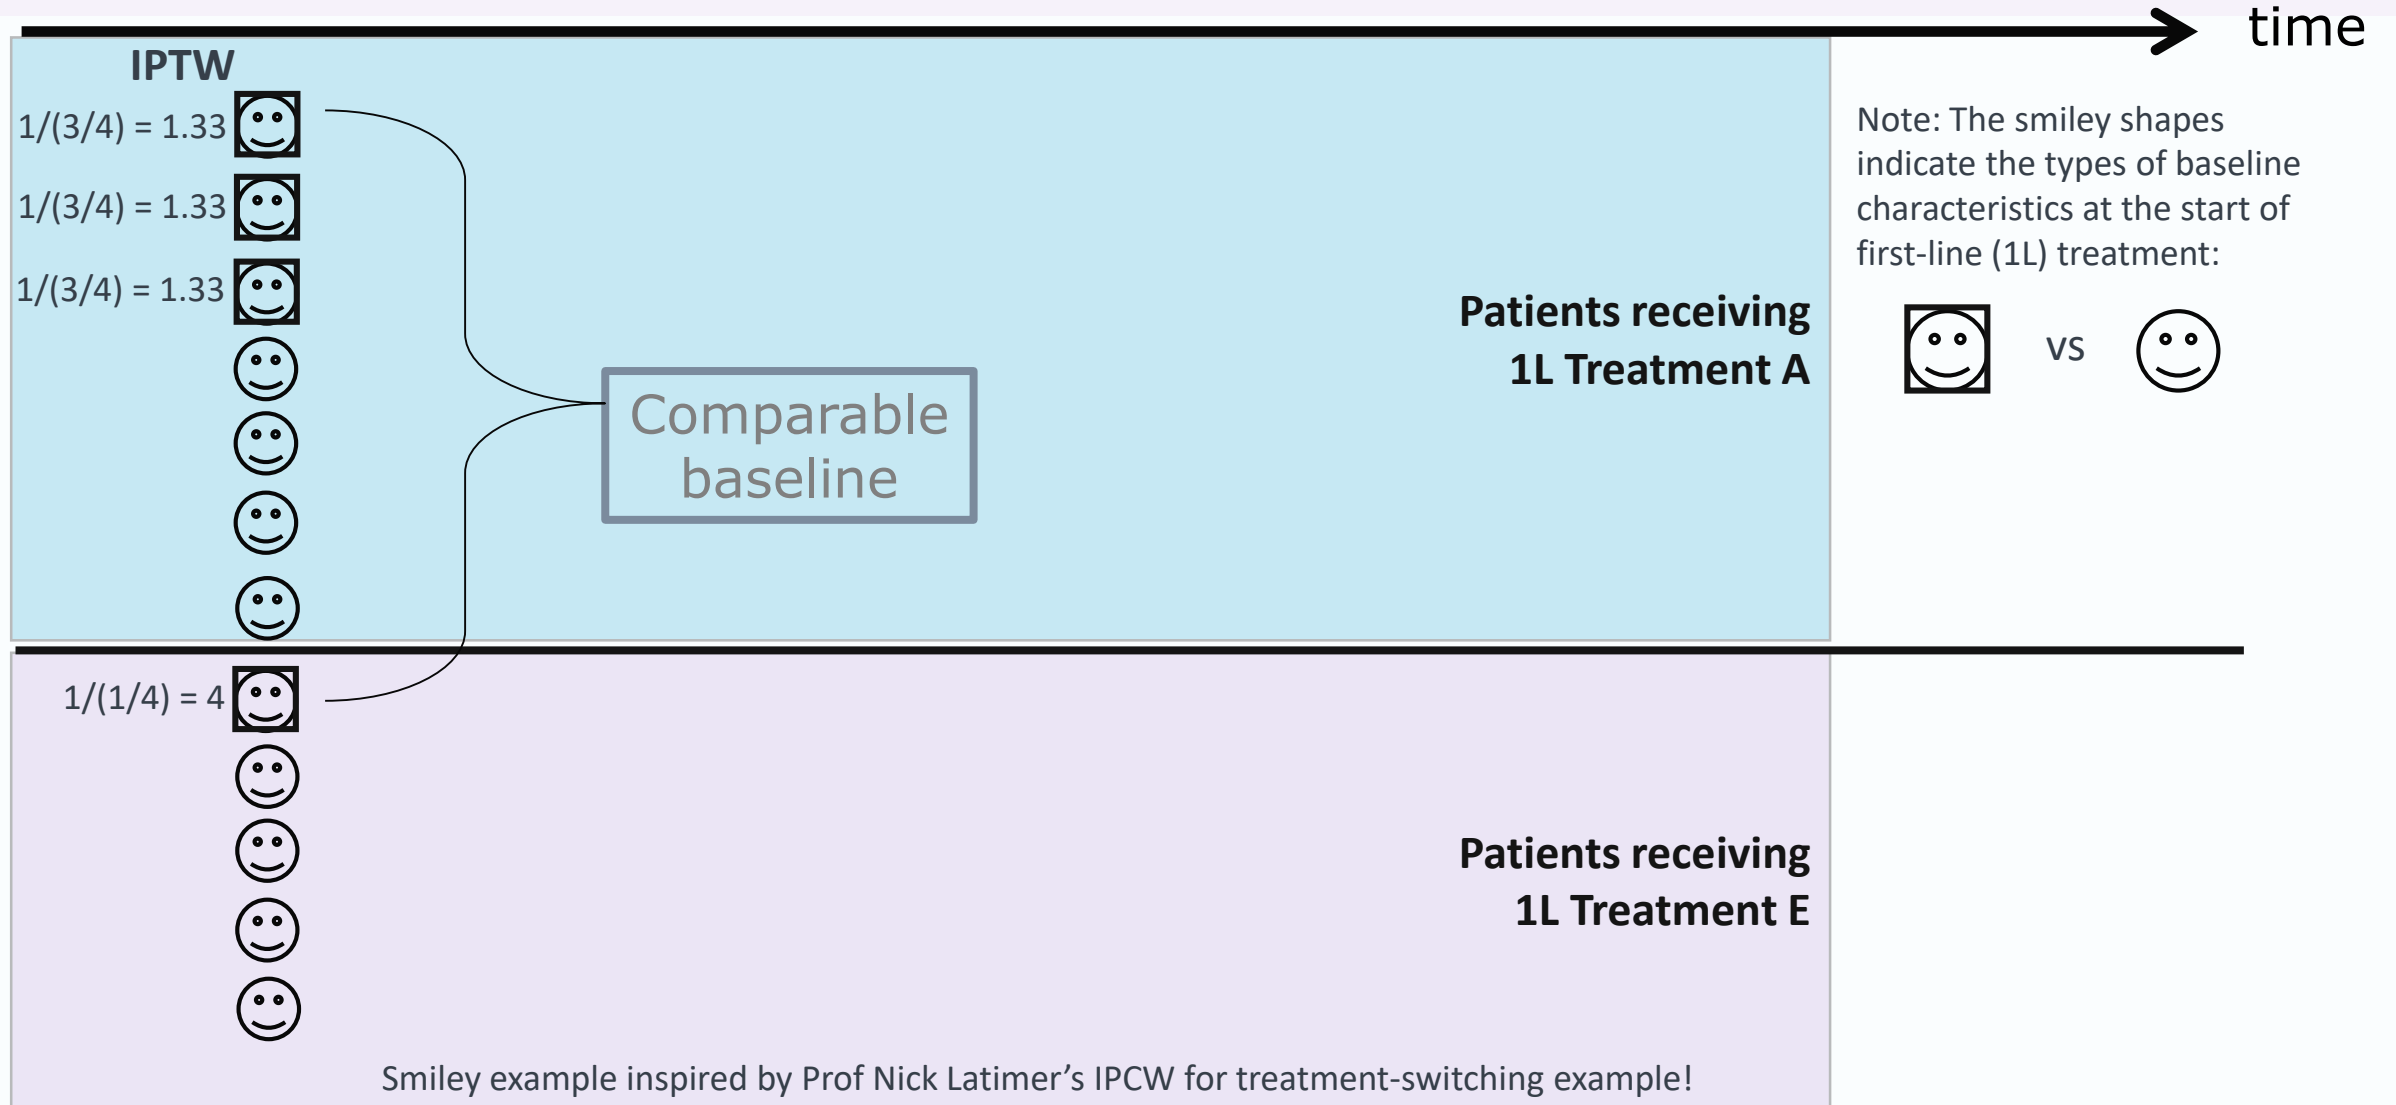 time
IPTW
1/(3/4) = 1.33
1/(3/4) = 1.33
1/(3/4) = 1.33
Comparable
baseline
Patients receiving
1L Treatment A
Note: The smiley shapes
indicate the types of baseline
characteristics at the start of
first-line (1L) treatment:
vs
1/(1/4) = 4
Patients receiving
1L Treatment E
Smiley example inspired by Prof Nick Latimer’s IPCW for treatment-switching example!